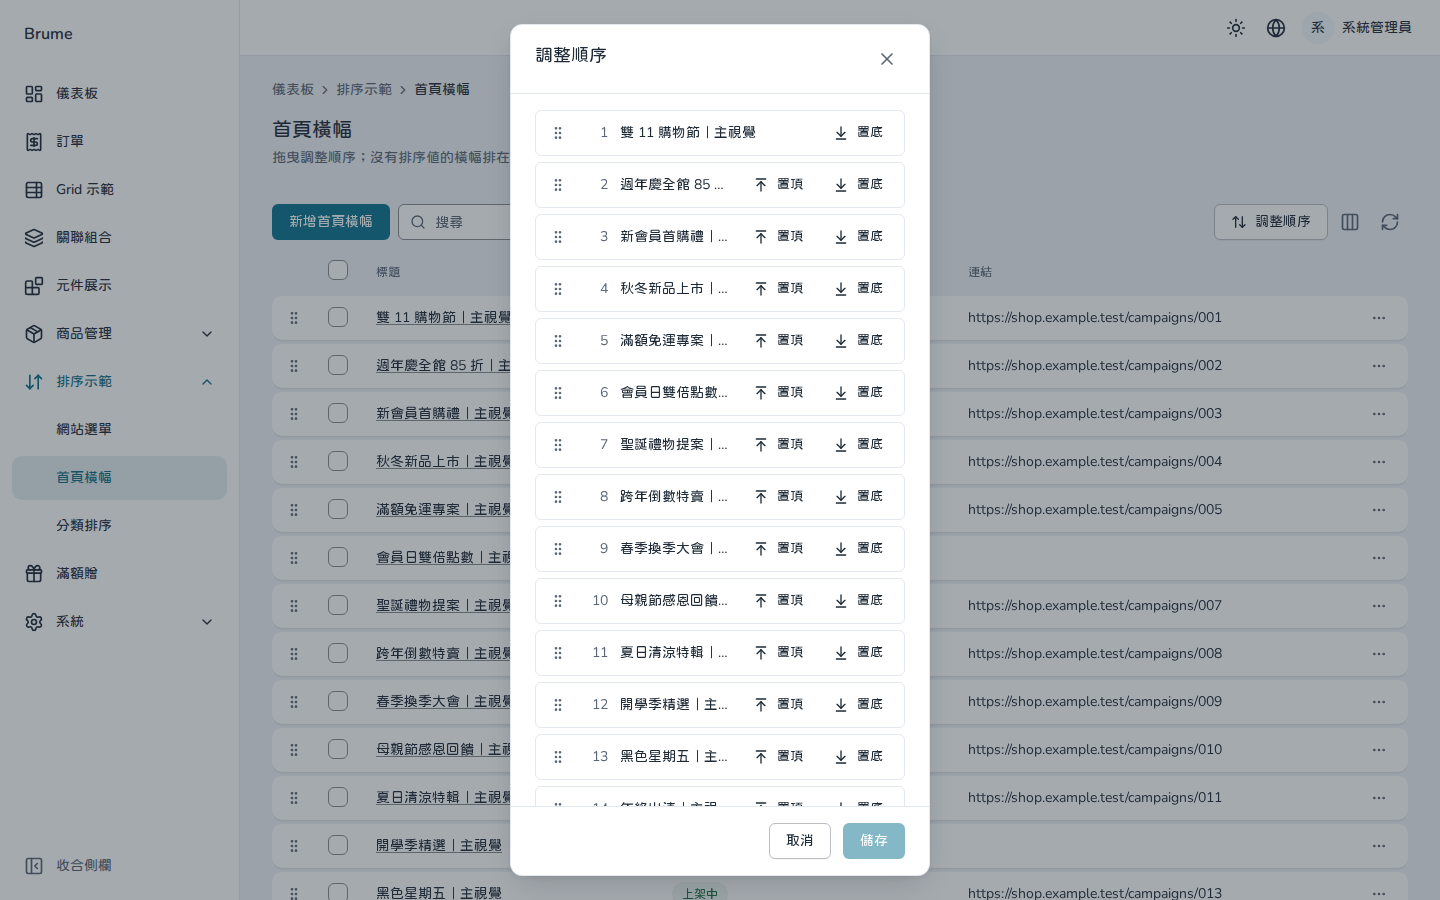 Brume
系 系統管理員
儀表板
訂單
Grid 示範
關聯組合
元件展示
商品管理
排序示範
網站選單
首頁橫幅
分類排序
滿額贈
系統
收合側欄
儀表板 > 排序示範 > 首頁橫幅
首頁橫幅
拖曳調整順序；沒有排序值的橫幅排在
新增首頁橫幅 搜尋 調整順序
標題 連結
雙 11 購物節｜主視覺 https://shop.example.test/campaigns/001
週年慶全館 85 折｜主 https://shop.example.test/campaigns/002
新會員首購禮｜主視覺 https://shop.example.test/campaigns/003
秋冬新品上市｜主視覺 https://shop.example.test/campaigns/004
滿額免運專案｜主視覺 https://shop.example.test/campaigns/005
會員日雙倍點數｜主視
聖誕禮物提案｜主視覺 https://shop.example.test/campaigns/007
跨年倒數特賣｜主視覺 https://shop.example.test/campaigns/008
春季換季大會｜主視覺 https://shop.example.test/campaigns/009
母親節感恩回饋｜主視 https://shop.example.test/campaigns/010
夏日清涼特輯｜主視覺 https://shop.example.test/campaigns/011
開學季精選｜主視覺
黑色星期五｜主視覺 上架中 https://shop.example.test/campaigns/013
調整順序
1 雙 11 購物節｜主視覺 置底
2 週年慶全館 85 ... 置頂 置底
3 新會員首購禮｜... 置頂 置底
4 秋冬新品上市｜... 置頂 置底
5 滿額免運專案｜... 置頂 置底
6 會員日雙倍點數... 置頂 置底
7 聖誕禮物提案｜... 置頂 置底
8 跨年倒數特賣｜... 置頂 置底
9 春季換季大會｜... 置頂 置底
10 母親節感恩回饋... 置頂 置底
11 夏日清涼特輯｜... 置頂 置底
12 開學季精選｜主... 置頂 置底
13 黑色星期五｜主... 置頂 置底
取消 儲存